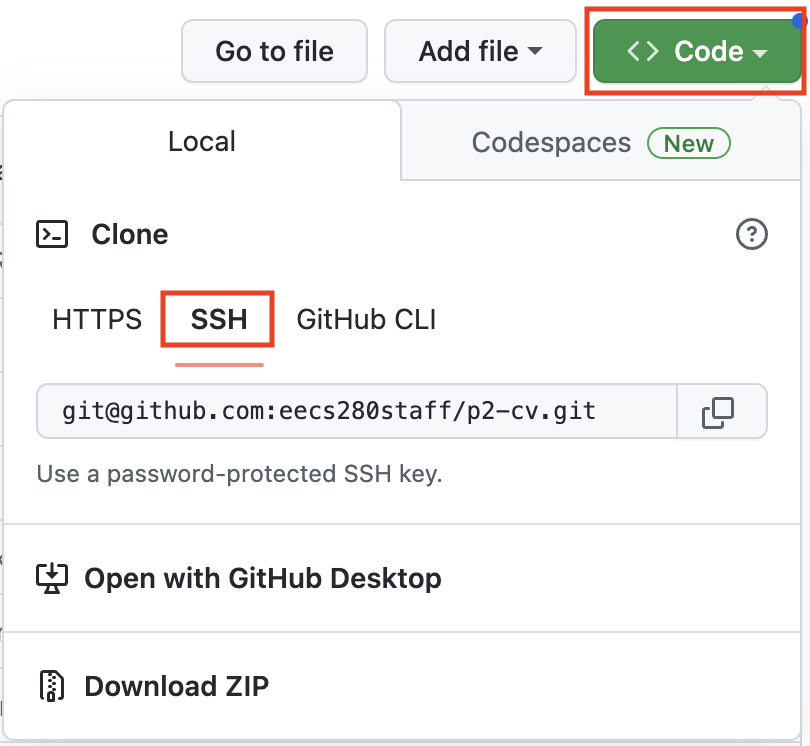 Go to file
Add file
Code
Local
Codespaces New
Clone
HTTPS SSH GitHub CLI
git@github.com:eecs280staff/p2-cv.git
Use a password-protected SSH key.
Open with GitHub Desktop
Download ZIP